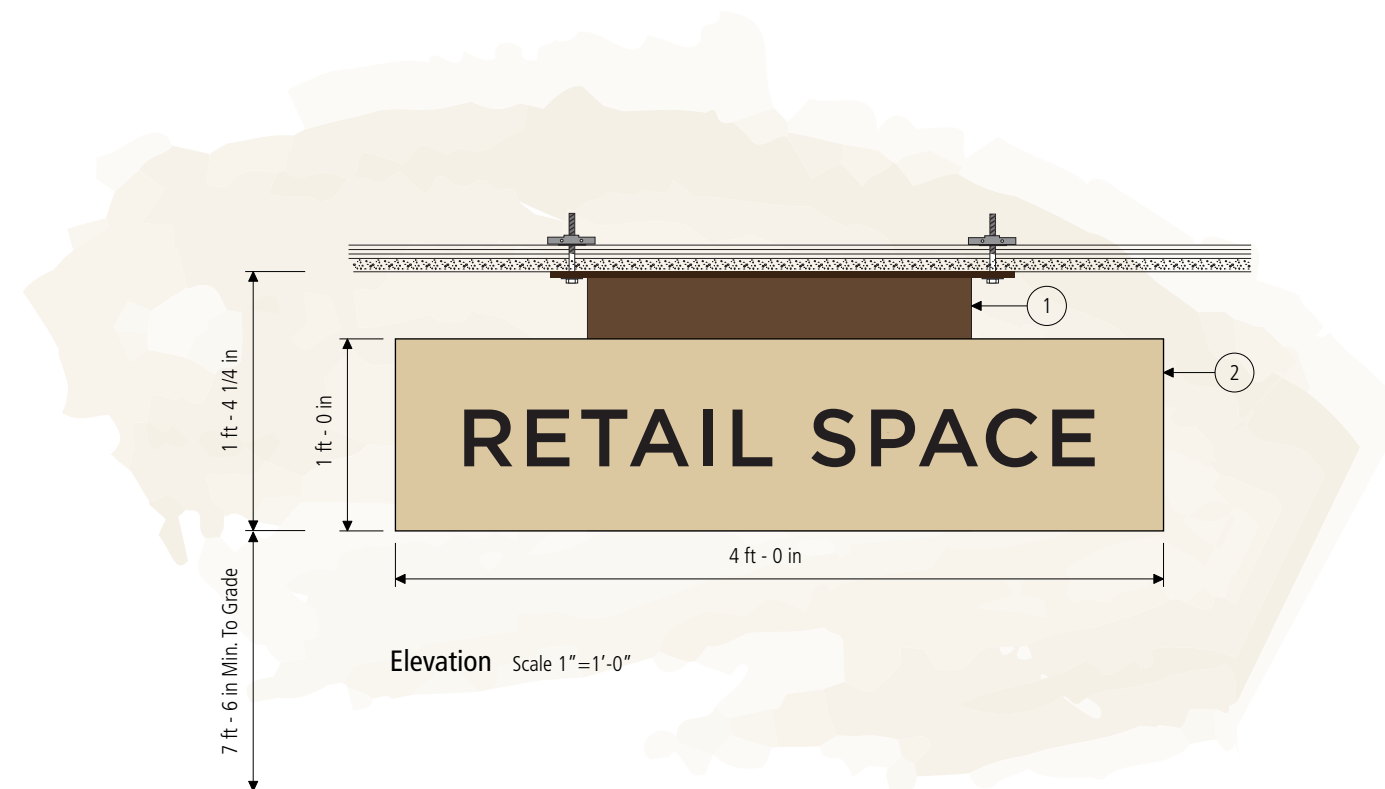 1
2
1 ft - 4 1/4 in
1 ft - 0 in
RETAIL SPACE
4 ft - 0 in
7 ft - 6 in Min. To Grade
Elevation Scale 1”=1’-0”